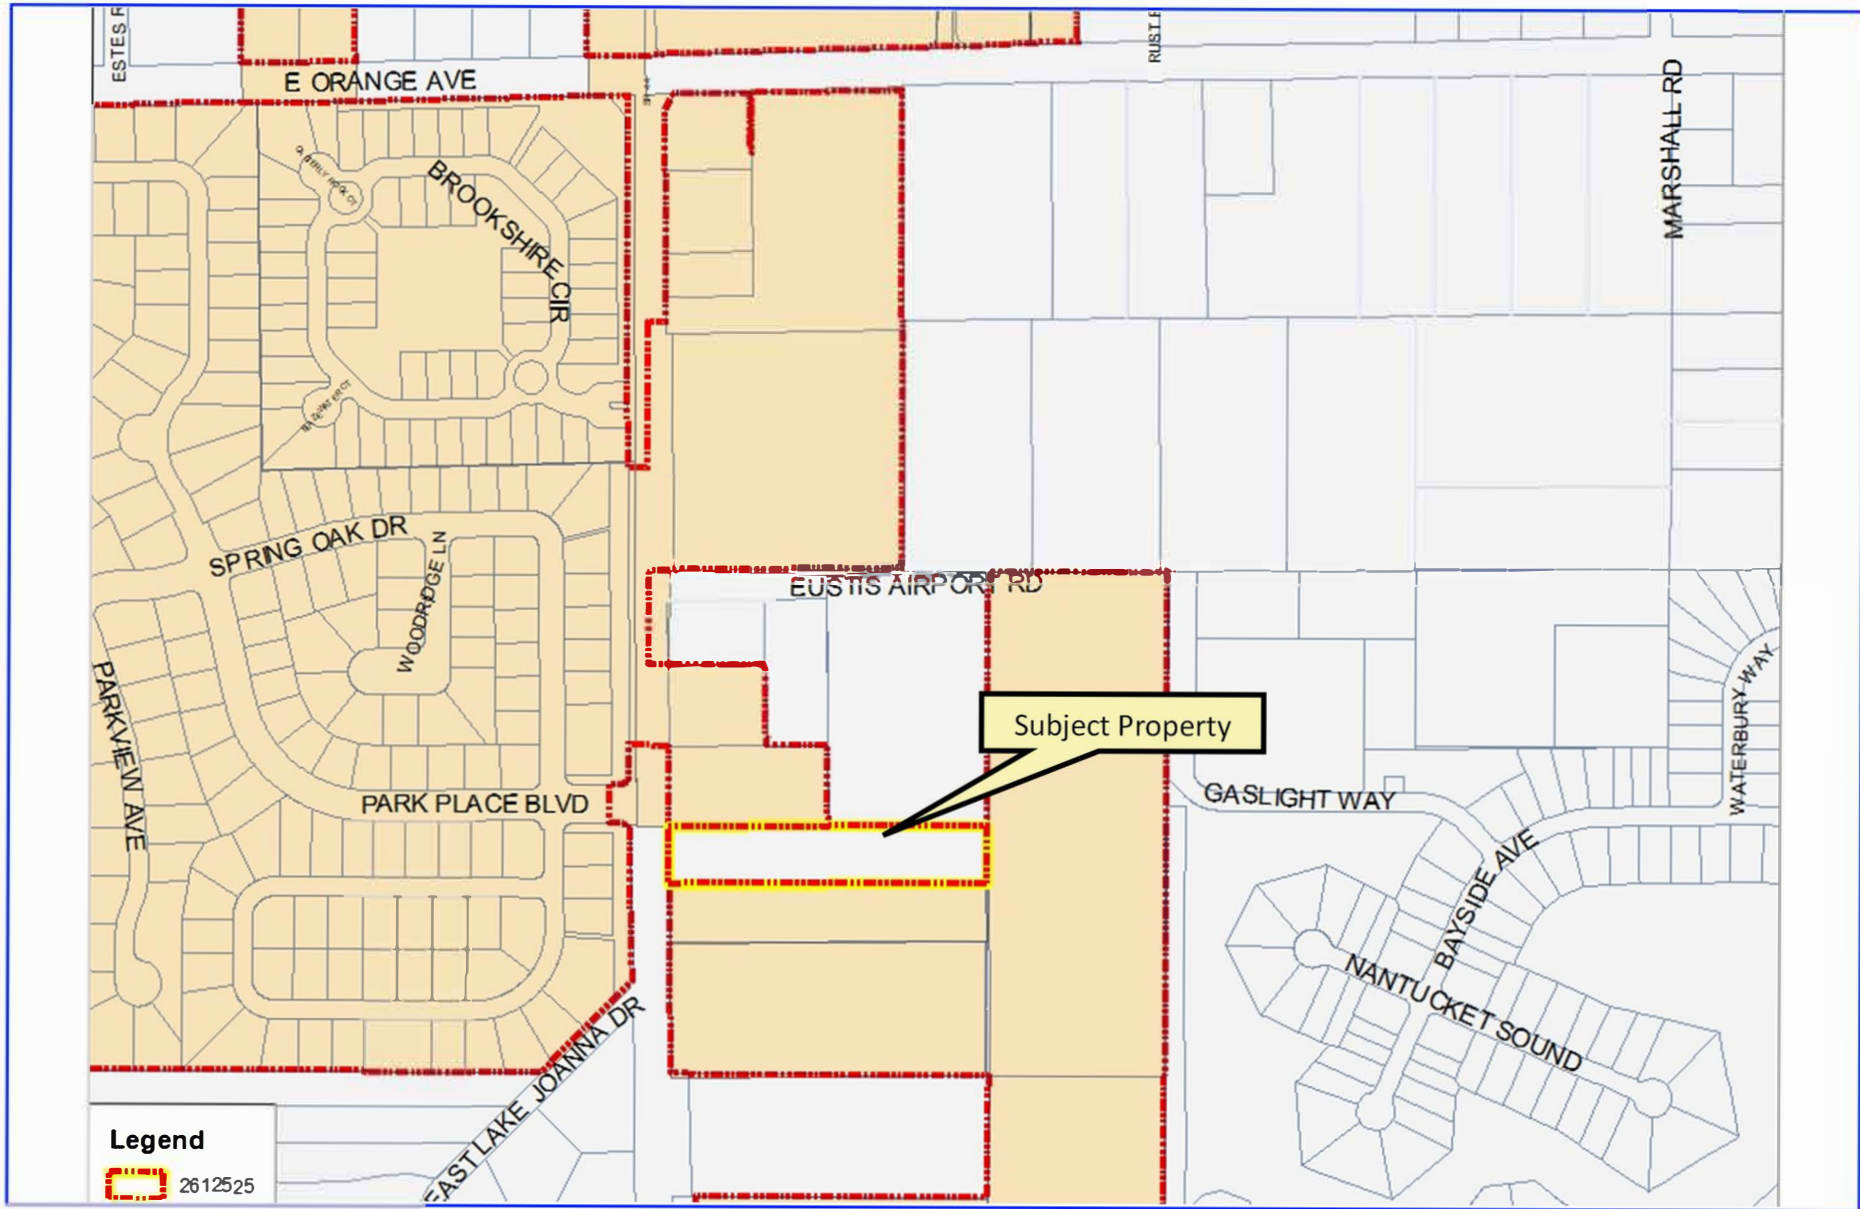 ESTES R
E ORANGE AVE
MARSHALL RD
BROOKSHIRE CIR
SPRING OAK DR
WOODRIDGE LN
EUSTIS AIRPORT RD
PARKVIEW AVE
Subject Property
WATERBURY WAY
PARK PLACE BLVD
GASLIGHT WAY
BAYSIDE AVE
NANTUCKET SOUND
EAST LAKE JOANNA DR
Legend
2612525